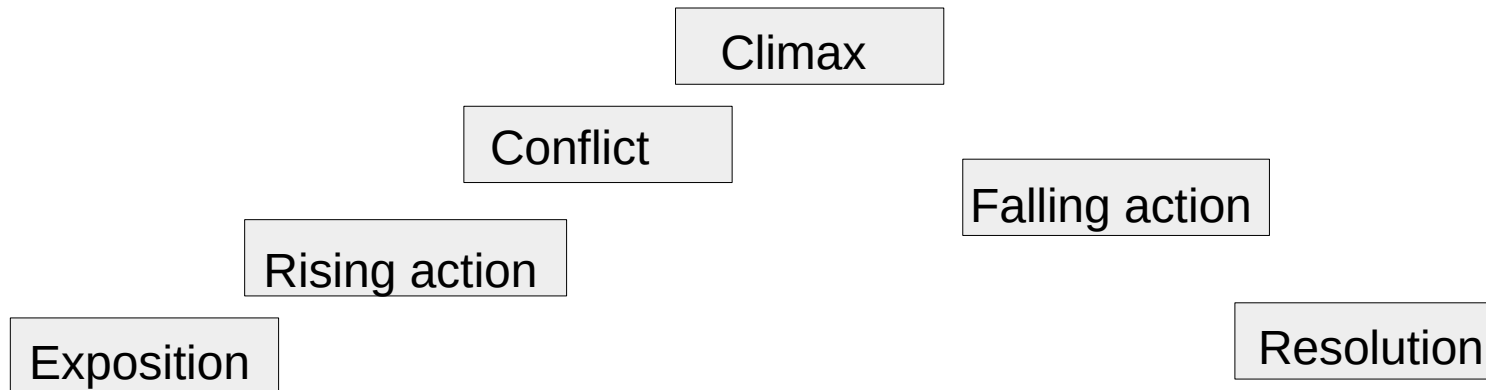 Climax
Conflict
Falling action
Rising action
Resolution
Exposition